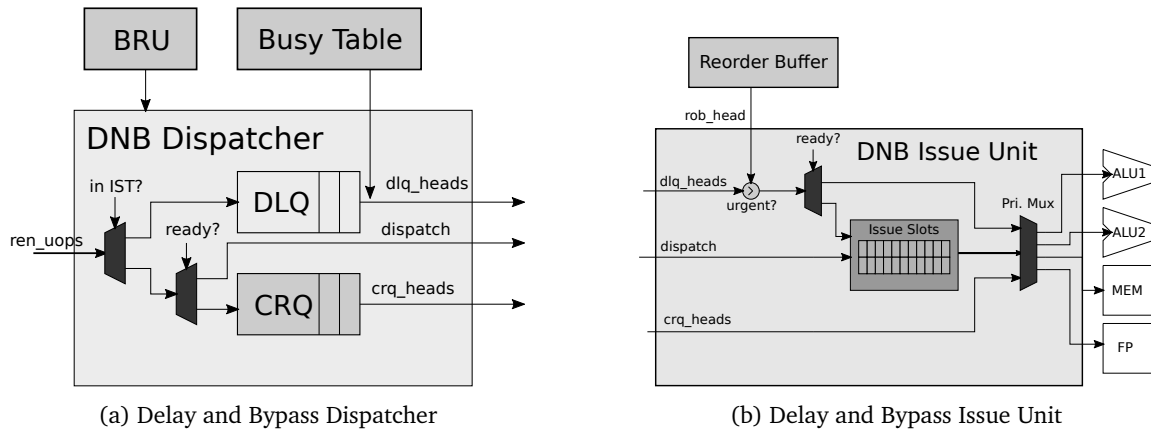 BRU
Busy Table
DNB Dispatcher
in IST?
ren_uops
DLQ
dlq_heads
ready?
dispatch
CRQ
crq_heads
(a) Delay and Bypass Dispatcher
Reorder Buffer
rob_head
ready?
DNB Issue Unit
dlq_heads
urgent?
dispatch
Issue Slots
Pri. Mux
crq_heads
ALU1
ALU2
MEM
FP
(b) Delay and Bypass Issue Unit